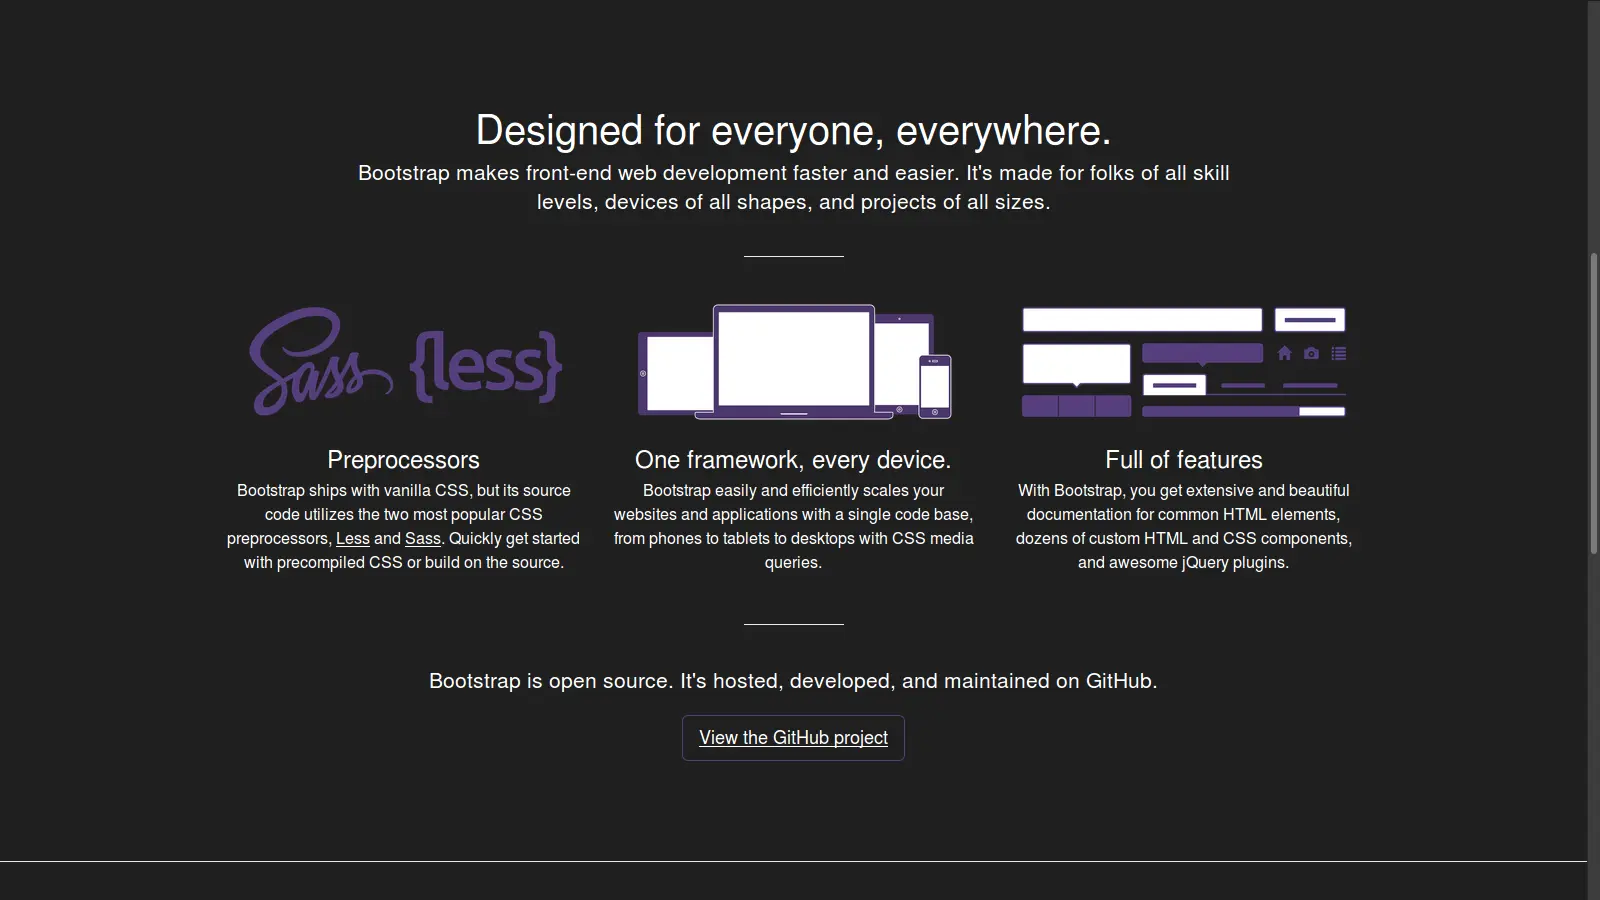 Designed for everyone, everywhere.
Bootstrap makes front-end web development faster and easier. It's made for folks of all skill
levels, devices of all shapes, and projects of all sizes.
Sass {less}
Preprocessors
Bootstrap ships with vanilla CSS, but its source
code utilizes the two most popular CSS
preprocessors, Less and Sass. Quickly get started
with precompiled CSS or build on the source.
One framework, every device.
Bootstrap easily and efficiently scales your
websites and applications with a single code base,
from phones to tablets to desktops with CSS media
queries.
Full of features
With Bootstrap, you get extensive and beautiful
documentation for common HTML elements,
dozens of custom HTML and CSS components,
and awesome jQuery plugins.
Bootstrap is open source. It's hosted, developed, and maintained on GitHub.
View the GitHub project